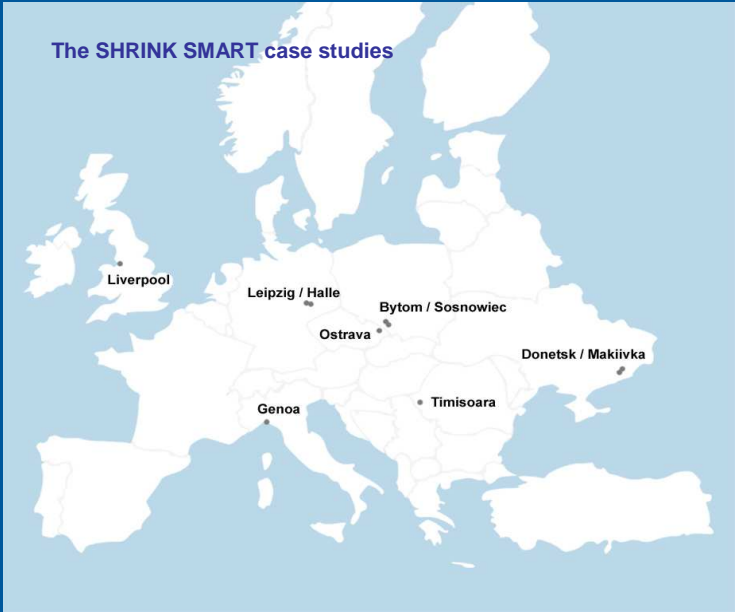 The SHRINK SMART case studies
Liverpool
Leipzig / Halle
Bytom / Sosnowiec
Ostrava
Donetsk / Makiivka
Timisoara
Genoa